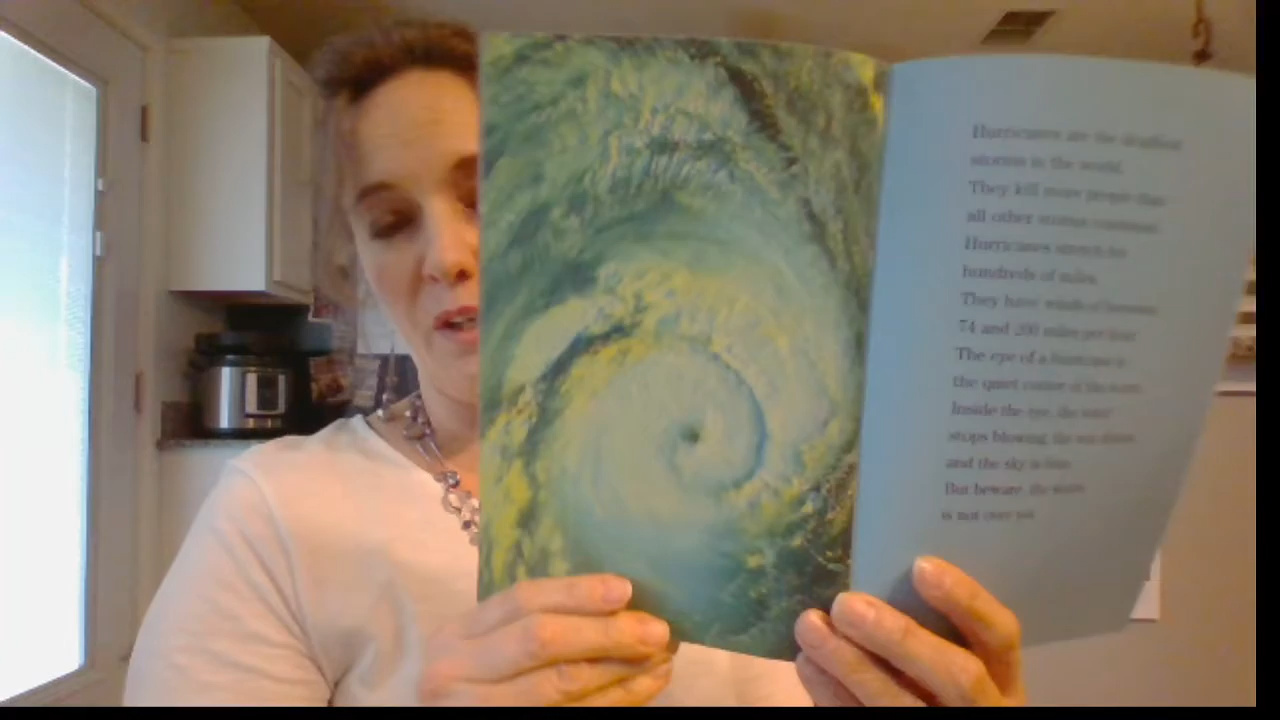 Hurricanes are the deadliest
storms in the world.
They kill more people than
all other storms combined.
Hurricanes stretch for
hundreds of miles.
They have winds of between
74 and 200 miles per hour.
The eye of a hurricane is
the quiet center of the storm.
Inside the eye, the wind
stops blowing, the sun shines,
and the sky is blue.
But beware, the storm
is not over yet.